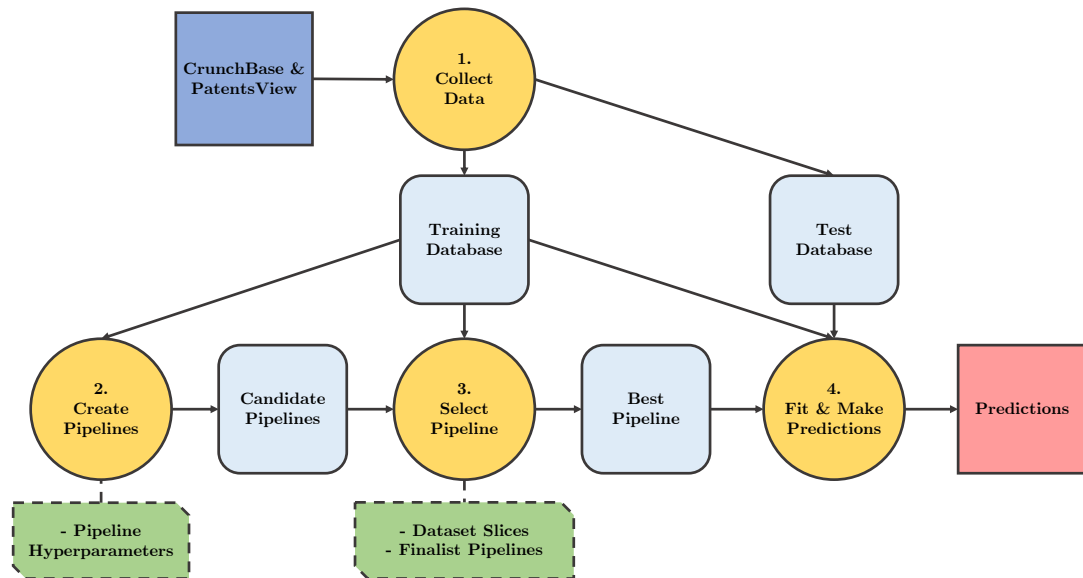 CrunchBase &
PatentsView
1.
Collect
Data
Training
Database
Test
Database
2.
Create
Pipelines
Candidate
Pipelines
3.
Select
Pipeline
Best
Pipeline
4.
Fit & Make
Predictions
Predictions
- Pipeline
Hyperparameters
- Dataset Slices
- Finalist Pipelines